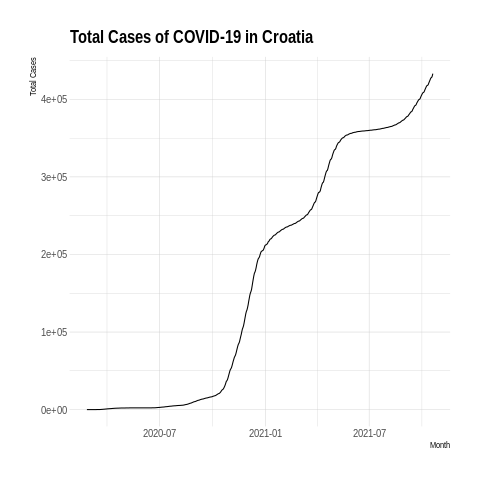 Total Cases of COVID-19 in Croatia
Total Cases
4e+05
3e+05
2e+05
1e+05
0e+00
2020-07 2021-01 2021-07
Month